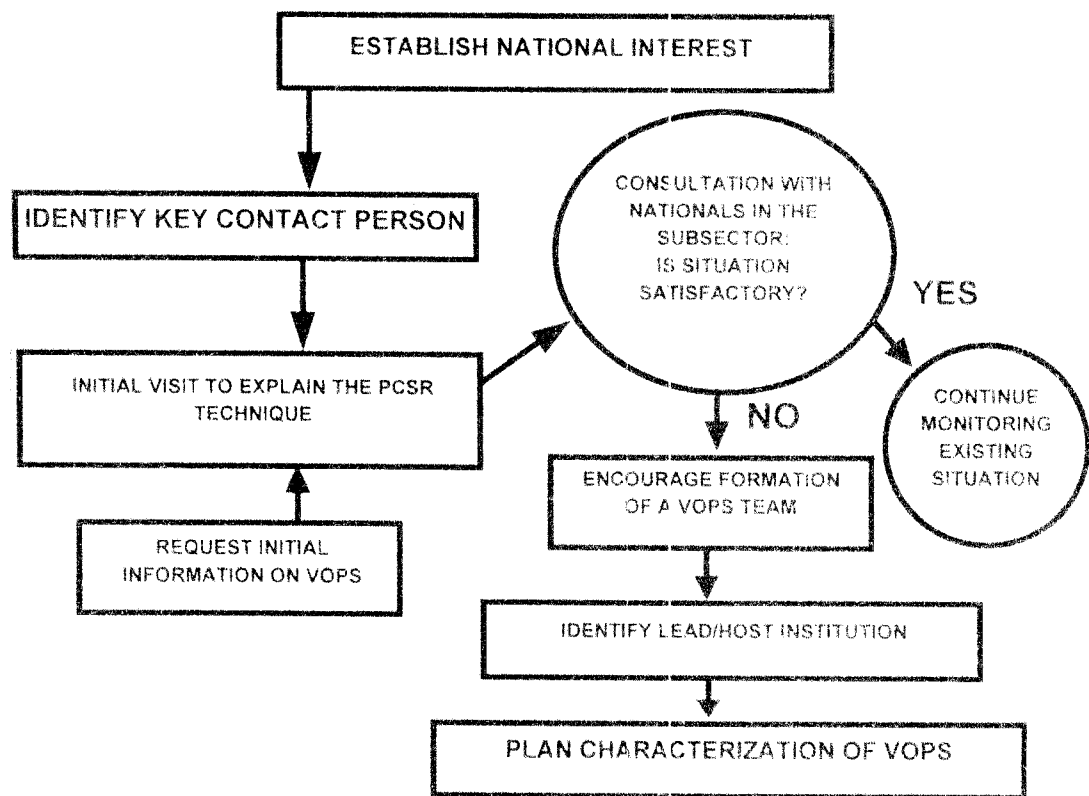 ESTABLISH NATIONAL INTEREST
IDENTIFY KEY CONTACT PERSON
INITIAL VISIT TO EXPLAIN THE PCSR
TECHNIQUE
REQUEST INITIAL
INFORMATION ON VOPS
CONSULTATION WITH
NATIONALS IN THE
SUBSECTOR:
IS SITUATION
SATISFACTORY?
YES
CONTINUE
MONITORING
EXISTING
SITUATION
NO
ENCOURAGE FORMATION
OF A VOPS TEAM
IDENTIFY LEAD/HOST INSTITUTION
PLAN CHARACTERIZATION OF VOPS